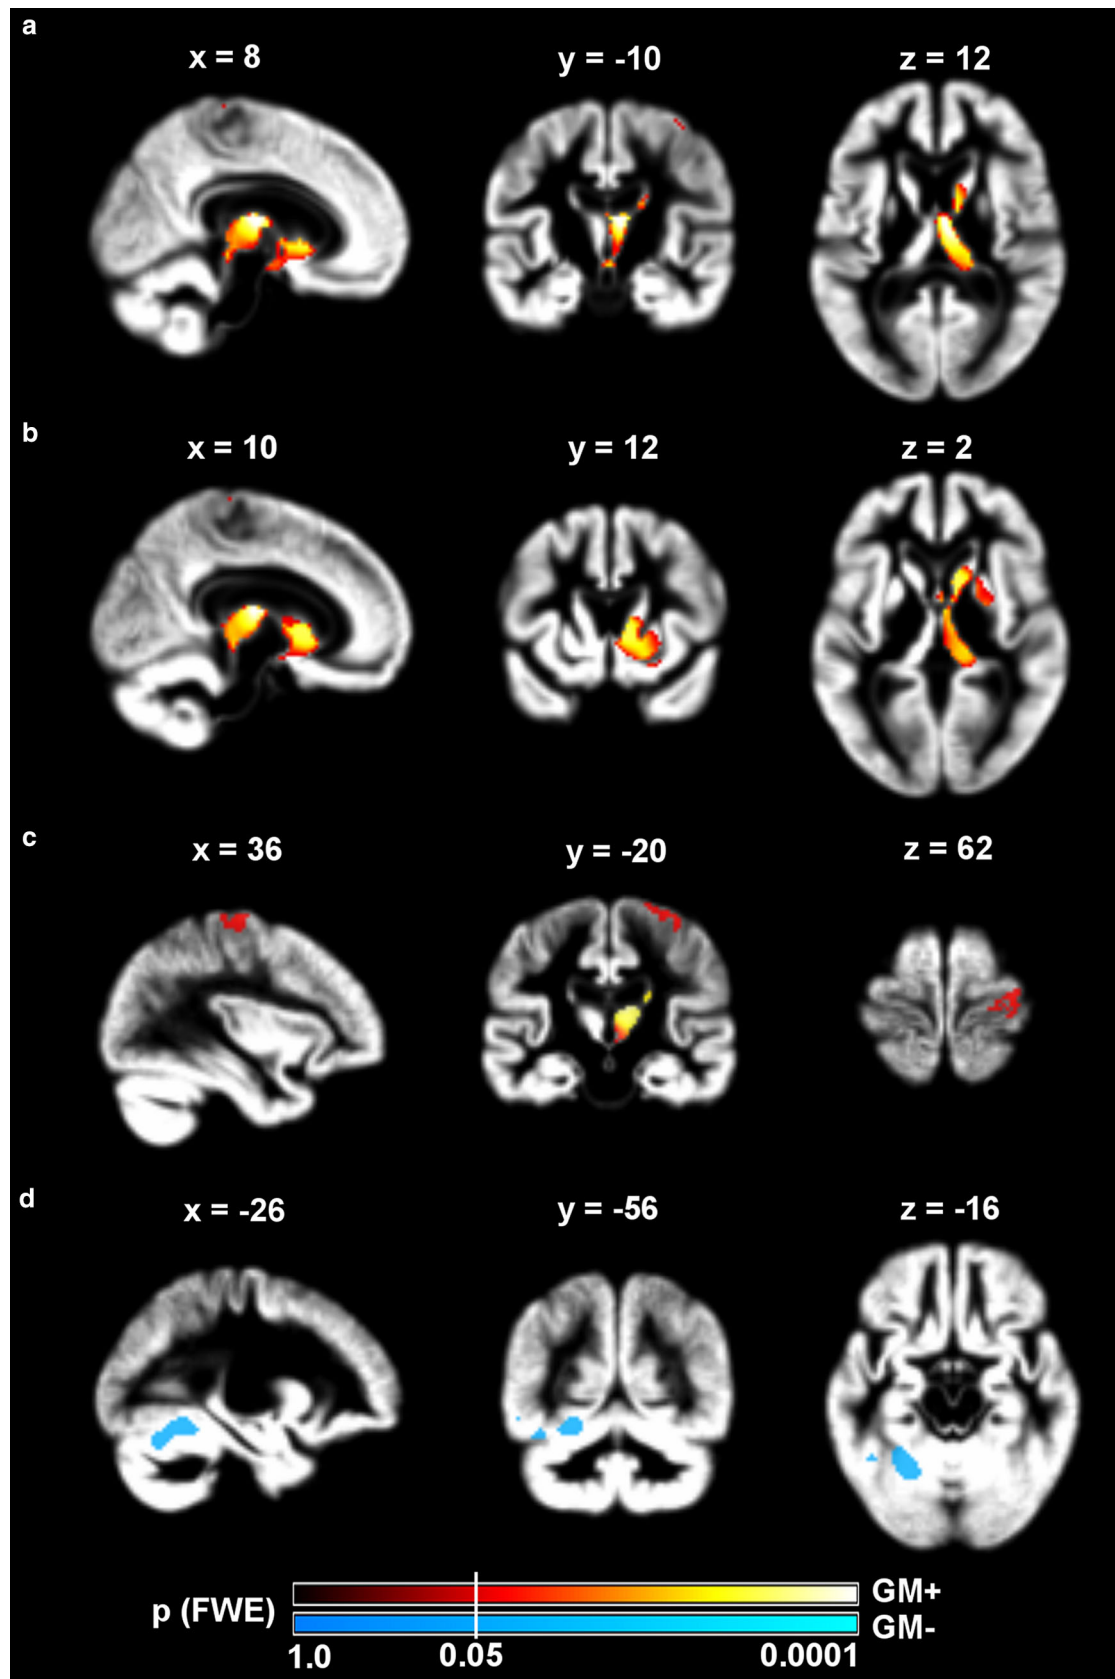 a
x = 8 y = -10 z = 12
b
x = 10 y = 12 z = 2
c
x = 36 y = -20 z = 62
d
x = -26 y = -56 z = -16
p (FWE) GM+
GM-
1.0 0.05 0.0001